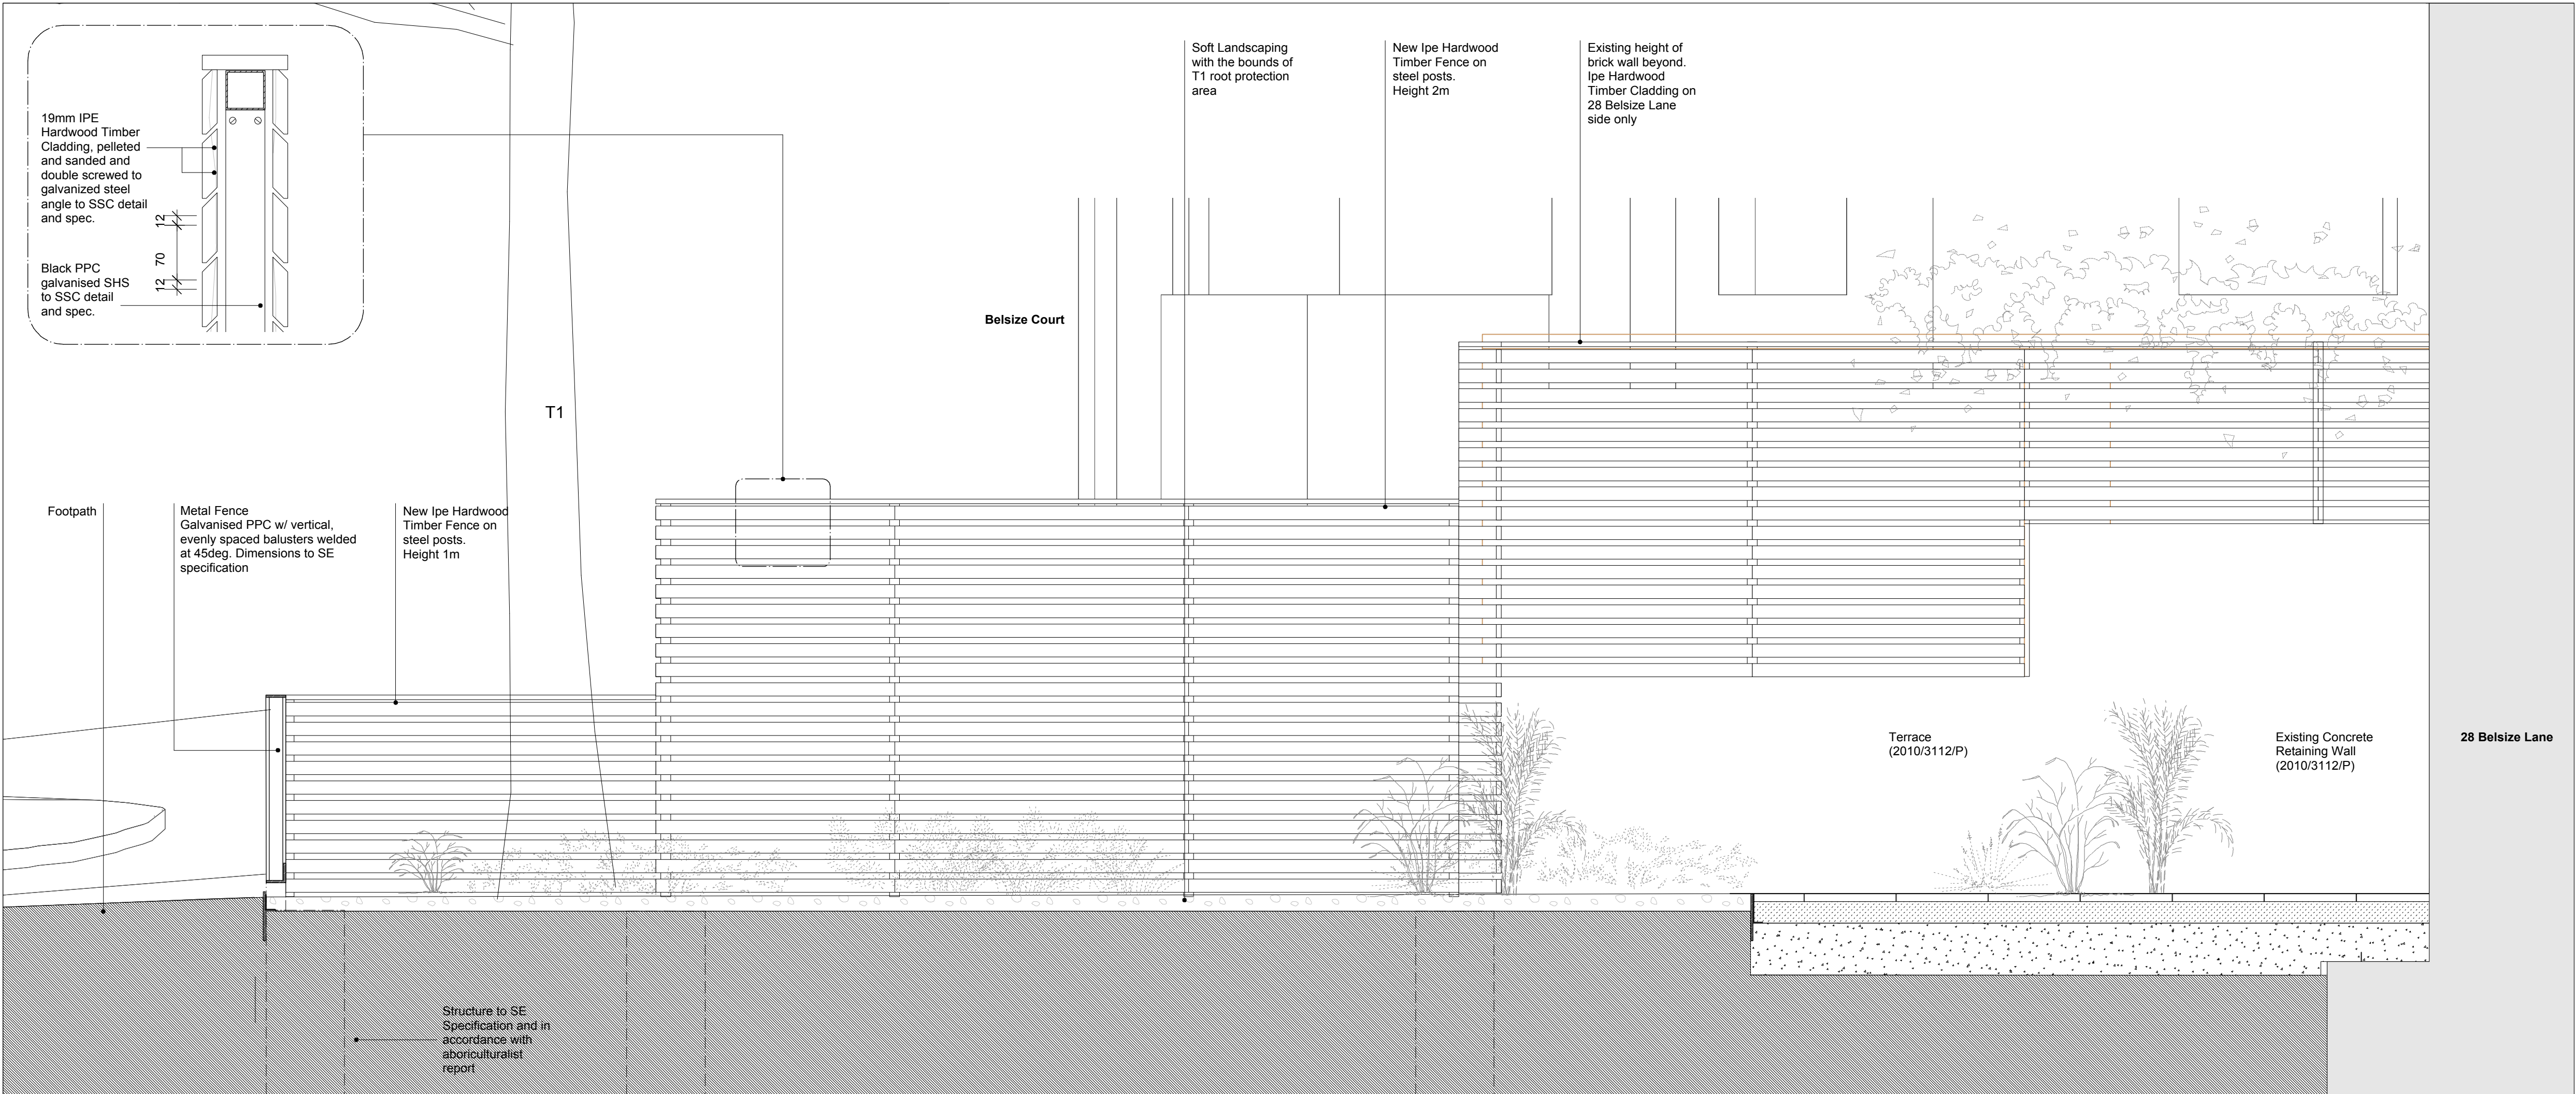 19mm IPE
Hardwood Timber
Cladding, pelleted
and sanded and
double screwed to
galvanized steel
angle to SSC detail
and spec.
12
70
12
Black PPC
galvanised SHS
to SSC detail
and spec.
Soft Landscaping
with the bounds of
T1 root protection
area
New Ipe Hardwood
Timber Fence on
steel posts.
Height 2m
Existing height of
brick wall beyond.
Ipe Hardwood
Timber Cladding on
28 Belsize Lane
side only
Belsize Court
T1
Footpath
Metal Fence
Galvanised PPC w/ vertical,
evenly spaced balusters welded
at 45deg. Dimensions to SE
specification
New Ipe Hardwood
Timber Fence on
steel posts.
Height 1m
Terrace
(2010/3112/P)
Existing Concrete
Retaining Wall
(2010/3112/P)
28 Belsize Lane
Structure to SE
Specification and in
accordance with
aboriculturalist
report